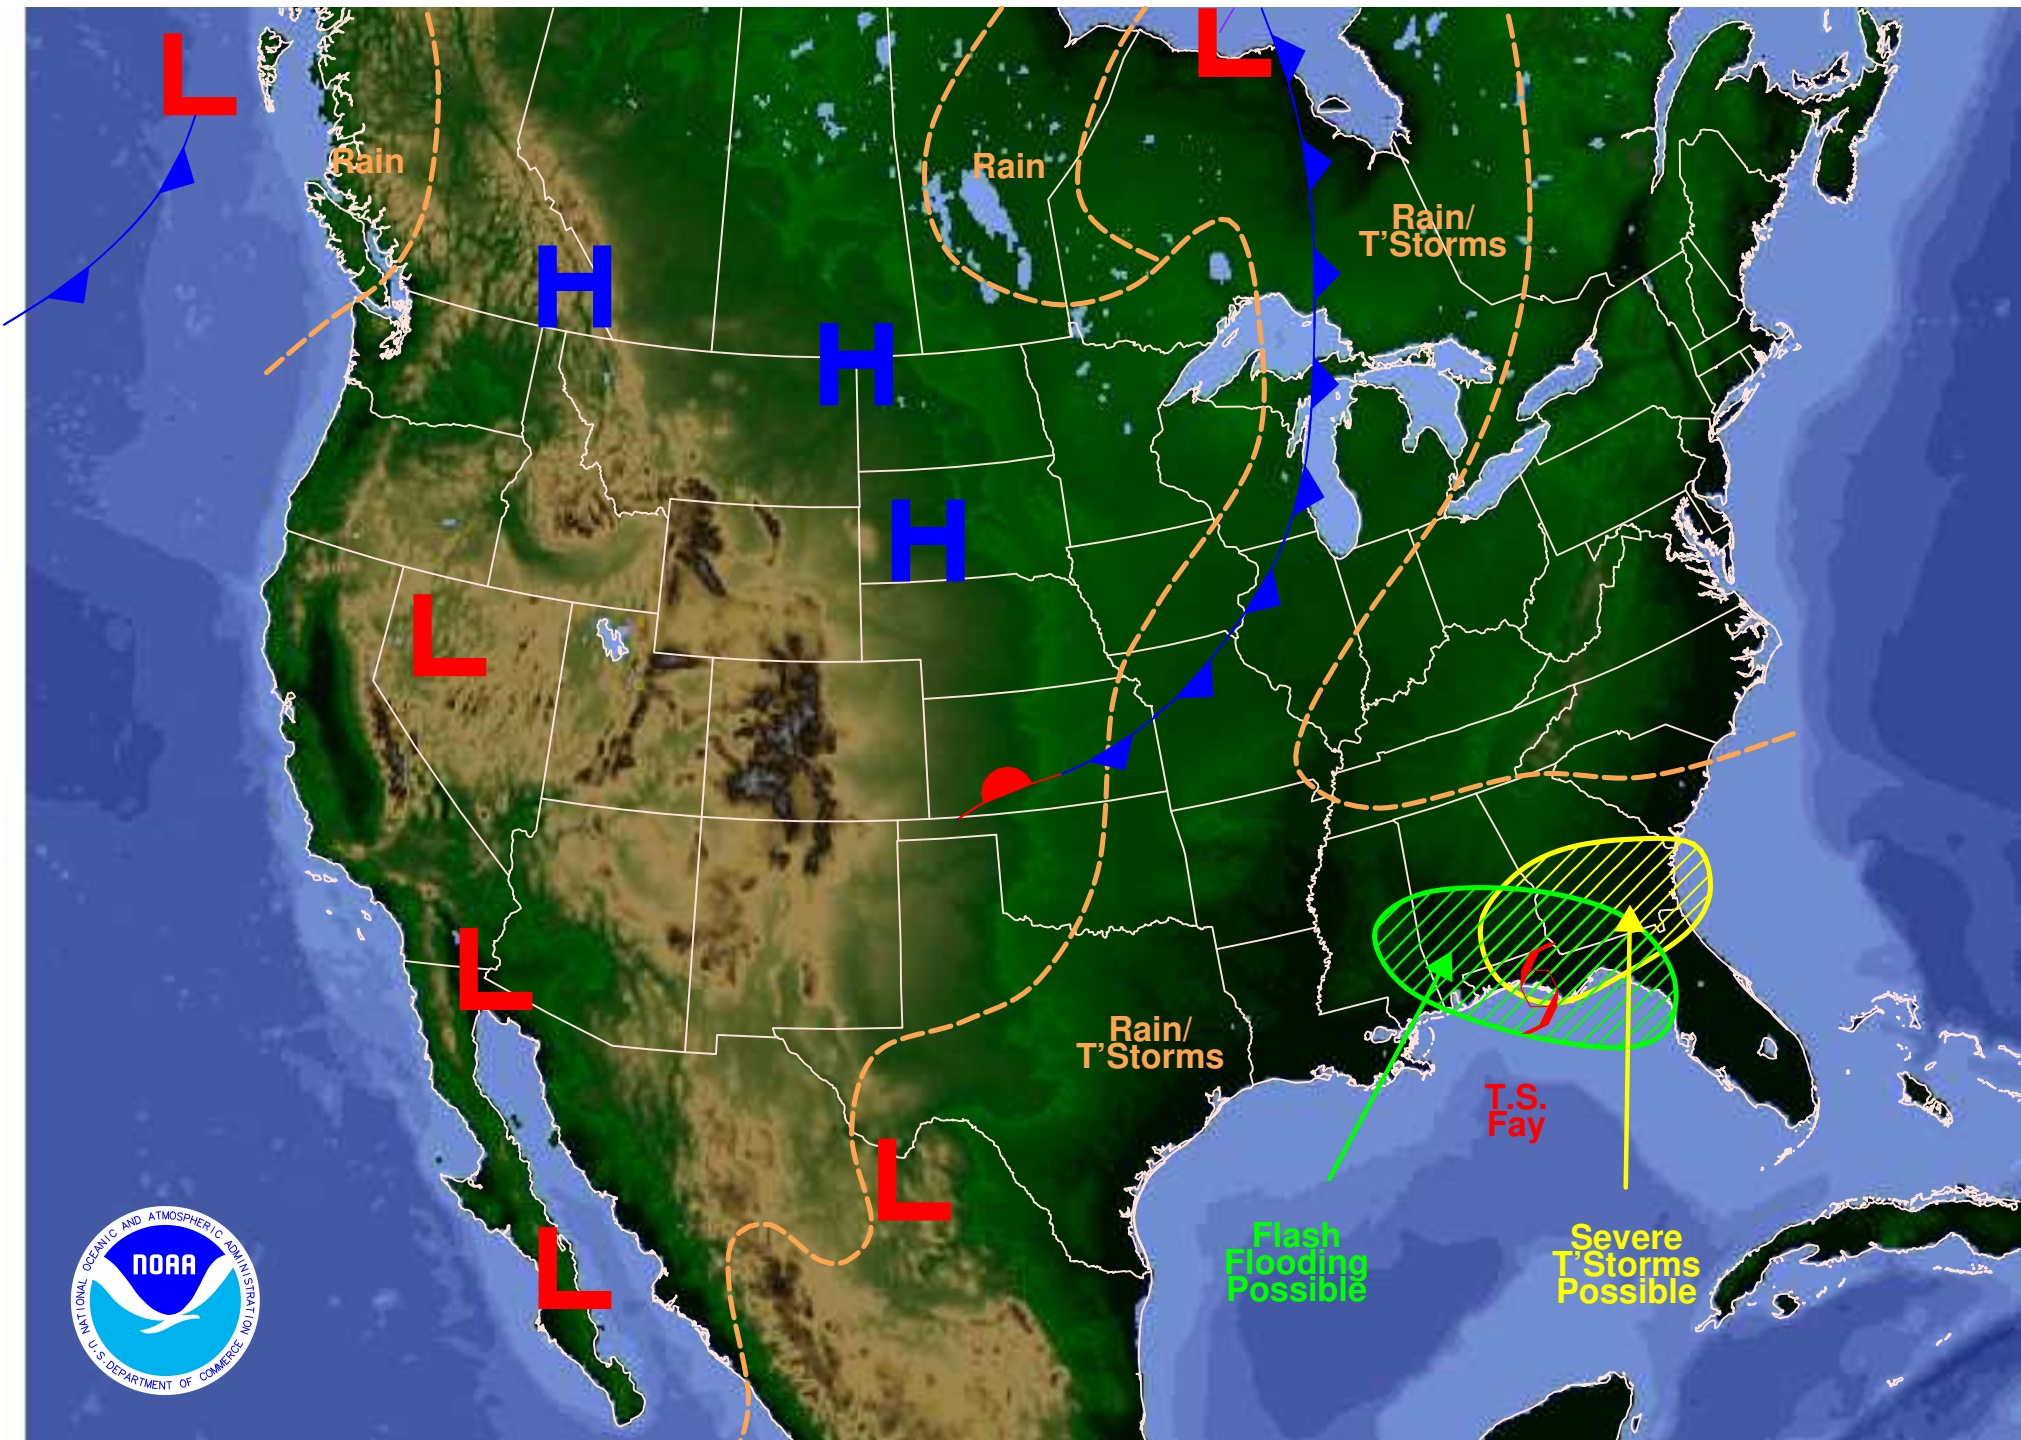 L
L
Rain
Rain
Rain/
T'Storms
H
H
H
L
L
Rain/
T'Storms
T.S.
Fay
L
L
Flash
Flooding
Possible
Severe
T'Storms
Possible
NATIONAL OCEANIC AND ATMOSPHERIC ADMINISTRATION
NOAA
U.S. DEPARTMENT OF COMMERCE